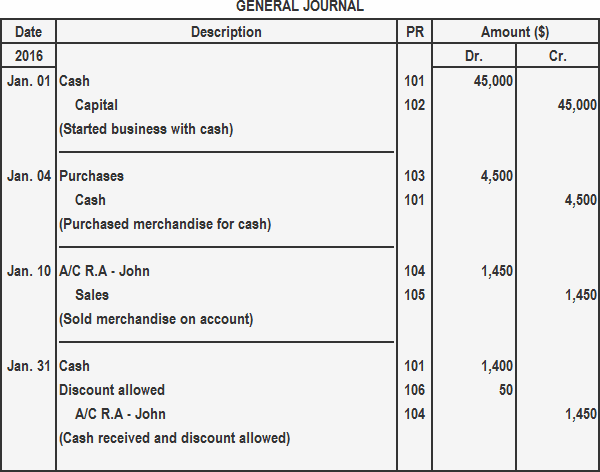 GENERAL JOURNAL
Date Description PR Amount ($)
2016 Dr. Cr.
Jan. 01 Cash 101 45,000
Capital 102 45,000
(Started business with cash)
Jan. 04 Purchases 103 4,500
Cash 101 4,500
(Purchased merchandise for cash)
Jan. 10 A/C R.A - John 104 1,450
Sales 105 1,450
(Sold merchandise on account)
Jan. 31 Cash 101 1,400
Discount allowed 106 50
A/C R.A - John 104 1,450
(Cash received and discount allowed)